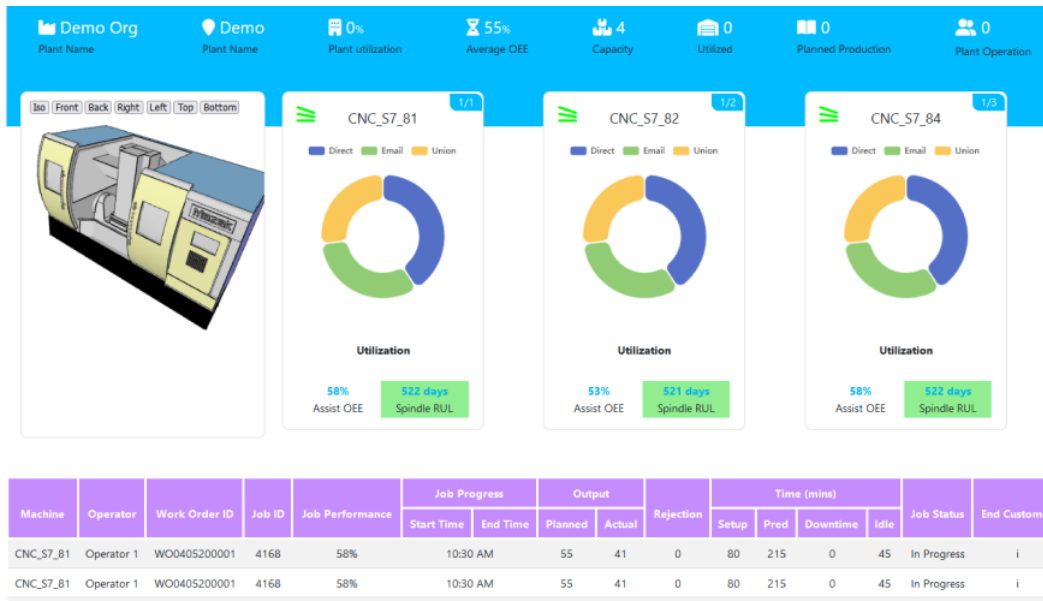 Demo Org Demo 0% 55% 4 0 0 0
Plant Name Plant Name Plant utilization Average OEE Capacity Utilized Planned Production Plant Operation
Iso Front Back Right Left Top Bottom
1/1
CNC_S7_81
Direct Email Union
Utilization
58% 522 days
Assist OEE Spindle RUL
1/2
CNC_S7_82
Direct Email Union
Utilization
53% 521 days
Assist OEE Spindle RUL
1/3
CNC_S7_84
Direct Email Union
Utilization
58% 522 days
Assist OEE Spindle RUL
Job Progress Output Time (mins)
Machine Operator Work Order ID Job ID Job Performance Rejection Job Status End Custome
Start Time End Time Planned Actual Setup Pred Downtime Idle
CNC_S7_81 Operator 1 WO0405200001 4168 58% 10:30 AM 55 41 0 80 215 0 45 In Progress i
CNC_S7_81 Operator 1 WO0405200001 4168 58% 10:30 AM 55 41 0 80 215 0 45 In Progress i